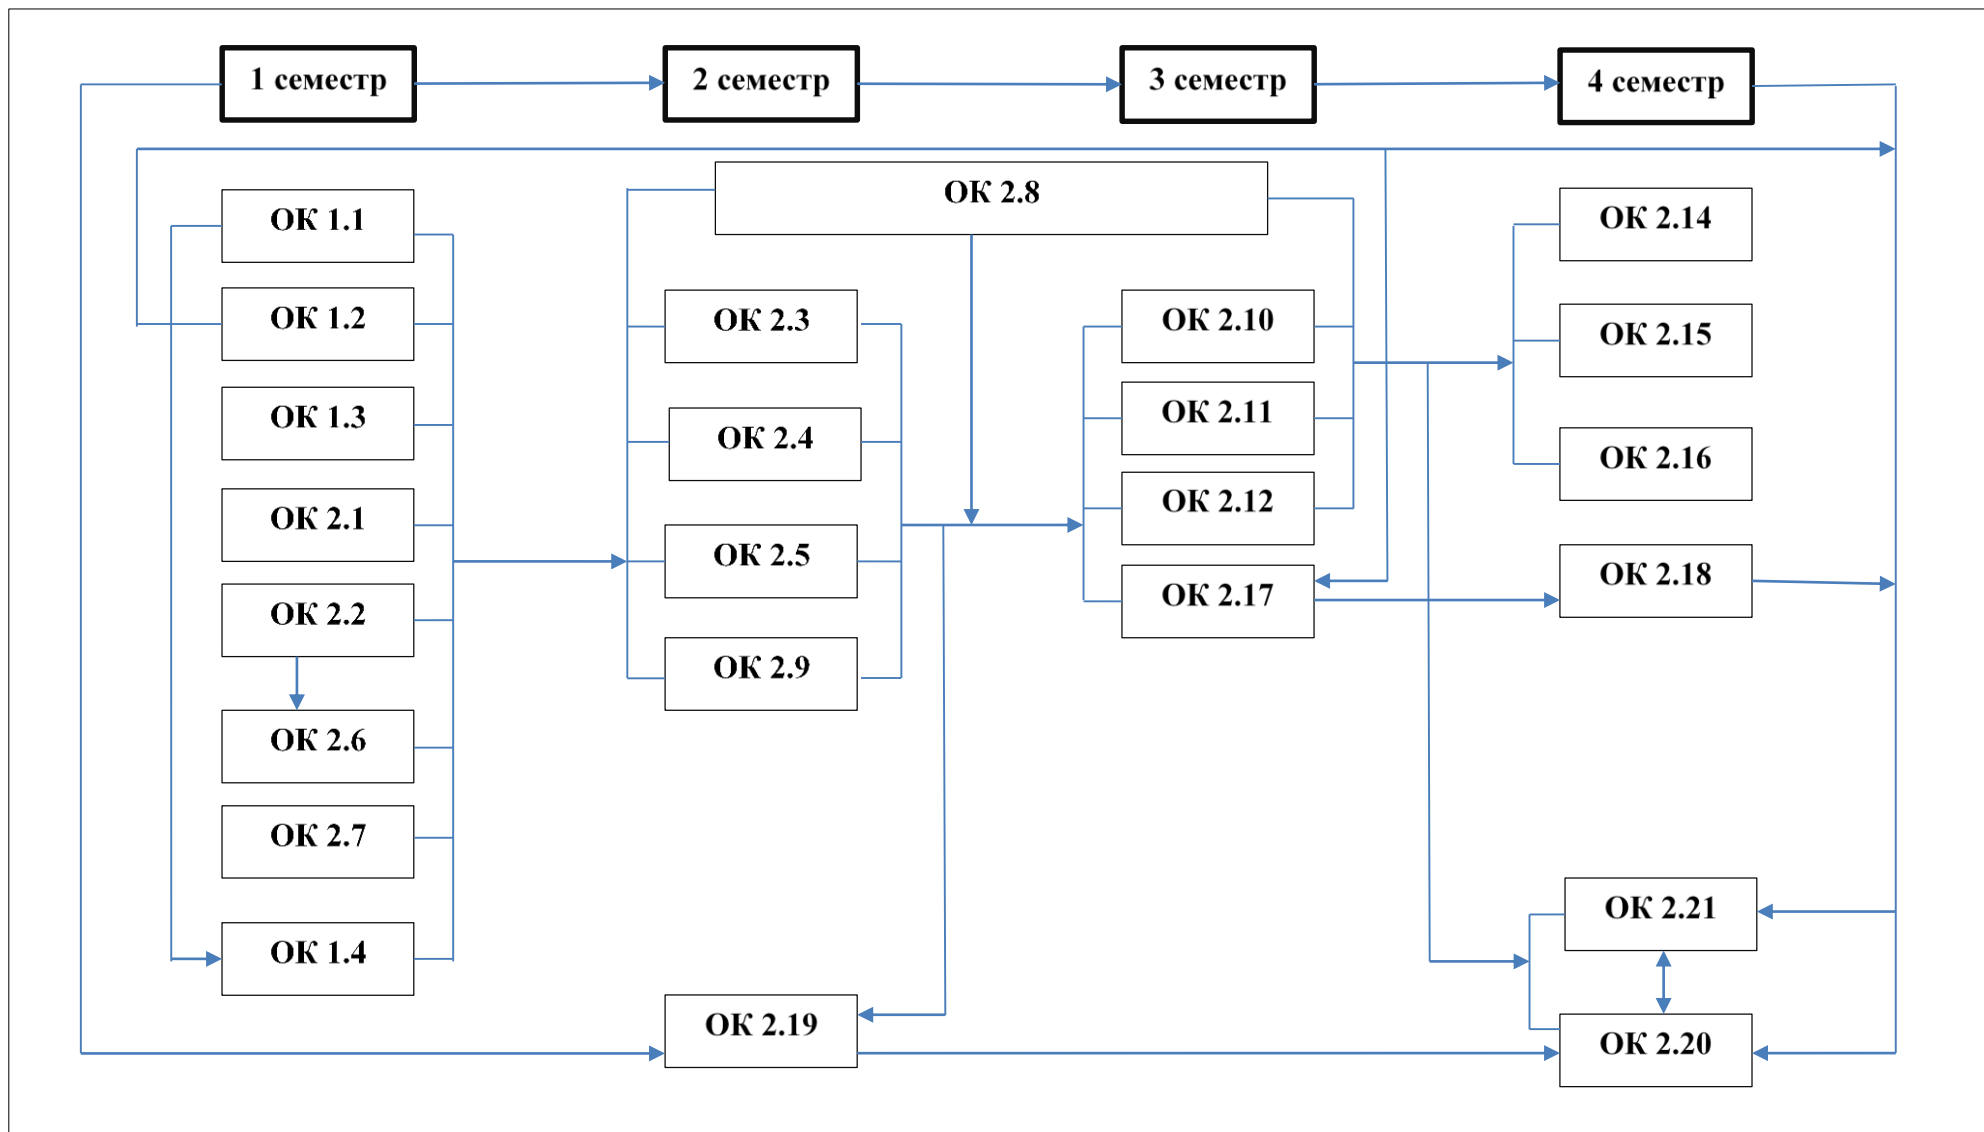 1 семестр
2 семестр
3 семестр
4 семестр
ОК 2.8
ОК 1.1
ОК 2.14
ОК 1.2
ОК 2.3
ОК 2.10
ОК 2.15
ОК 1.3
ОК 2.4
ОК 2.11
ОК 2.16
ОК 2.1
ОК 2.5
ОК 2.12
ОК 2.2
ОК 2.17
ОК 2.18
ОК 2.9
ОК 2.6
ОК 2.7
ОК 1.4
ОК 2.21
ОК 2.19
ОК 2.20